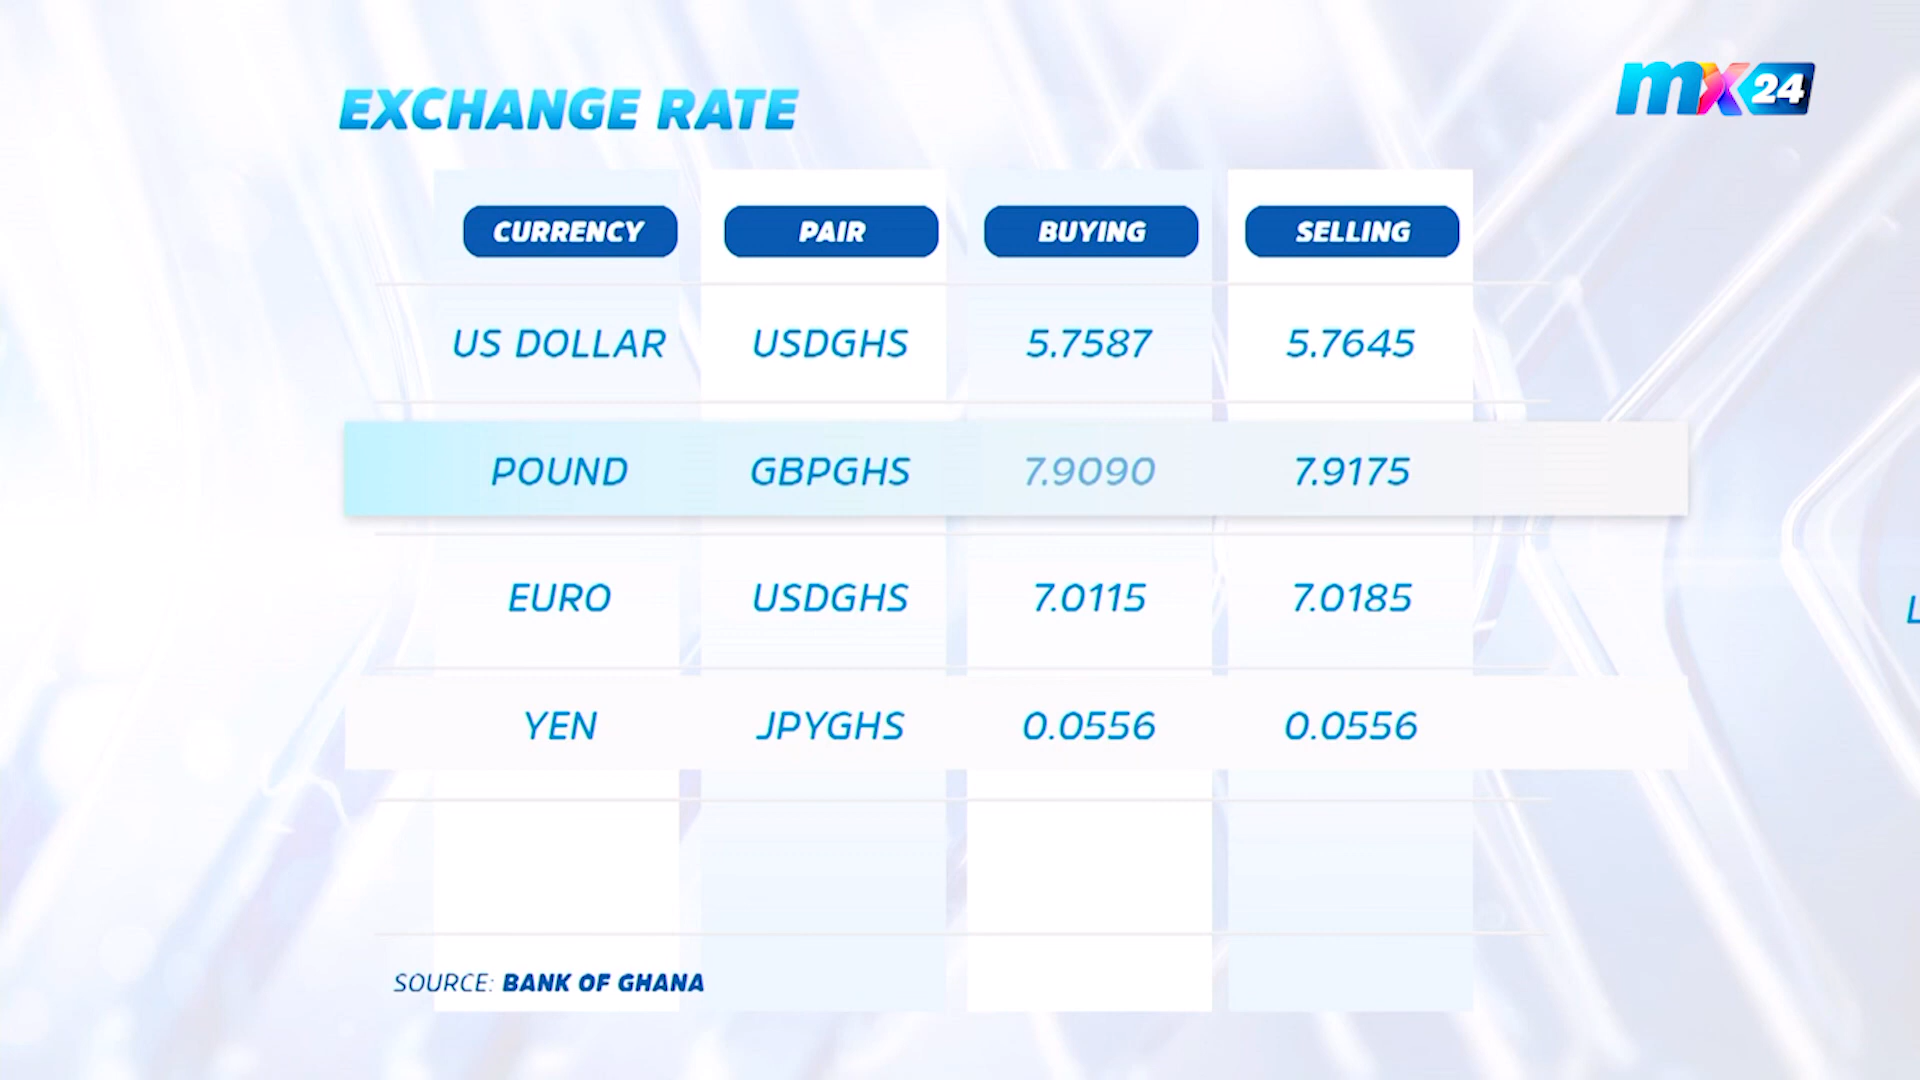 EXCHANGE RATE
mx24
CURRENCY PAIR BUYING SELLING
US DOLLAR USDGHS 5.7587 5.7645
POUND GBPGHS 7.9090 7.9175
EURO USDGHS 7.0115 7.0185
YEN JPYGHS 0.0556 0.0556
SOURCE: BANK OF GHANA